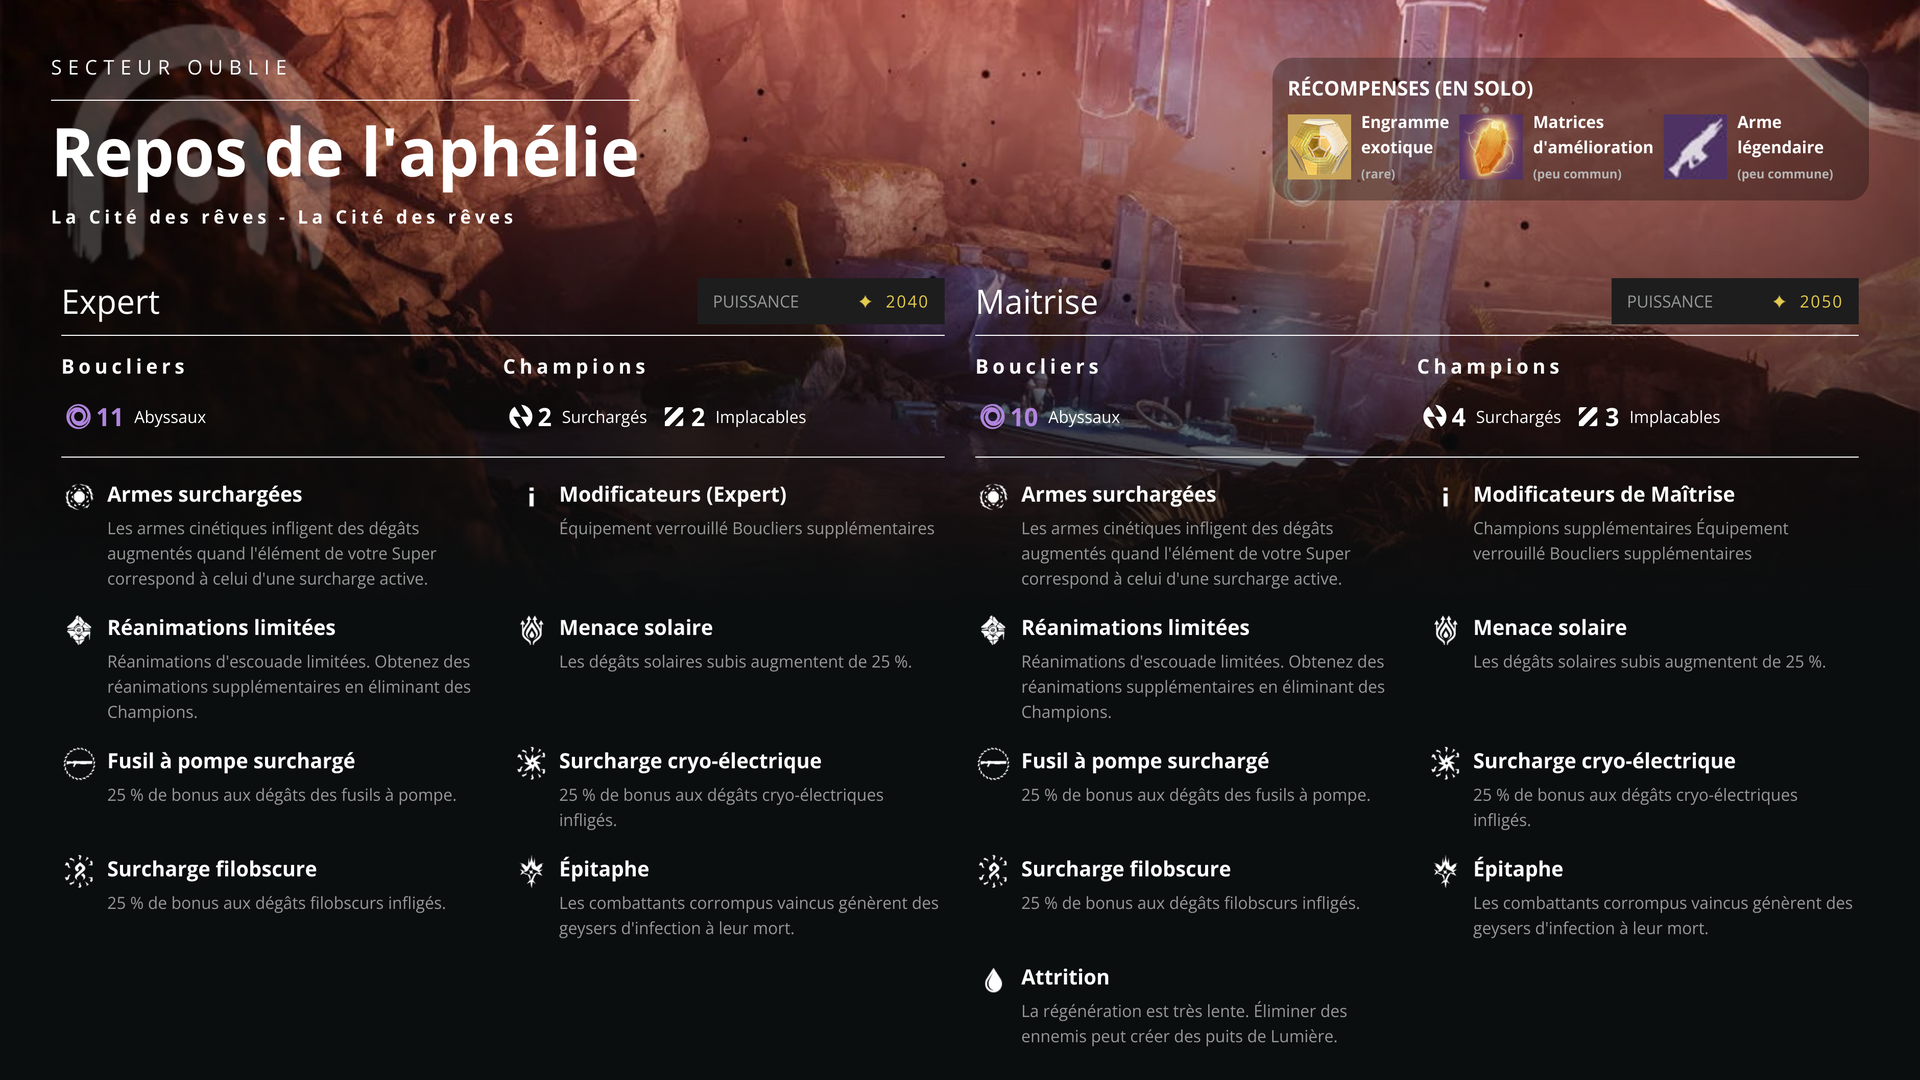 SECTEUR OUBLIE
Repos de l'aphélie
La Cité des rêves - La Cité des rêves
RÉCOMPENSES (EN SOLO)
Engramme
exotique
(rare)
Matrices
d'amélioration
(peu commun)
Arme
légendaire
(peu commune)
Expert
PUISSANCE 2040
Boucliers
11 Abyssaux
Champions
2 Surchargés 2 Implacables
Armes surchargées
Les armes cinétiques infligent des dégâts
augmentés quand l'élément de votre Super
correspond à celui d'une surcharge active.
Modificateurs (Expert)
Équipement verrouillé Boucliers supplémentaires
Réanimations limitées
Réanimations d'escouade limitées. Obtenez des
réanimations supplémentaires en éliminant des
Champions.
Menace solaire
Les dégâts solaires subis augmentent de 25 %.
Fusil à pompe surchargé
25 % de bonus aux dégâts des fusils à pompe.
Surcharge cryo-électrique
25 % de bonus aux dégâts cryo-électriques
infligés.
Surcharge filobscure
25 % de bonus aux dégâts filobscurs infligés.
Épitaphe
Les combattants corrompus vaincus génèrent des
geysers d'infection à leur mort.
Maitrise
PUISSANCE 2050
Boucliers
10 Abyssaux
Champions
4 Surchargés 3 Implacables
Armes surchargées
Les armes cinétiques infligent des dégâts
augmentés quand l'élément de votre Super
correspond à celui d'une surcharge active.
Modificateurs de Maîtrise
Champions supplémentaires Équipement
verrouillé Boucliers supplémentaires
Réanimations limitées
Réanimations d'escouade limitées. Obtenez des
réanimations supplémentaires en éliminant des
Champions.
Menace solaire
Les dégâts solaires subis augmentent de 25 %.
Fusil à pompe surchargé
25 % de bonus aux dégâts des fusils à pompe.
Surcharge cryo-électrique
25 % de bonus aux dégâts cryo-électriques
infligés.
Surcharge filobscure
25 % de bonus aux dégâts filobscurs infligés.
Épitaphe
Les combattants corrompus vaincus génèrent des
geysers d'infection à leur mort.
Attrition
La régénération est très lente. Éliminer des
ennemis peut créer des puits de Lumière.